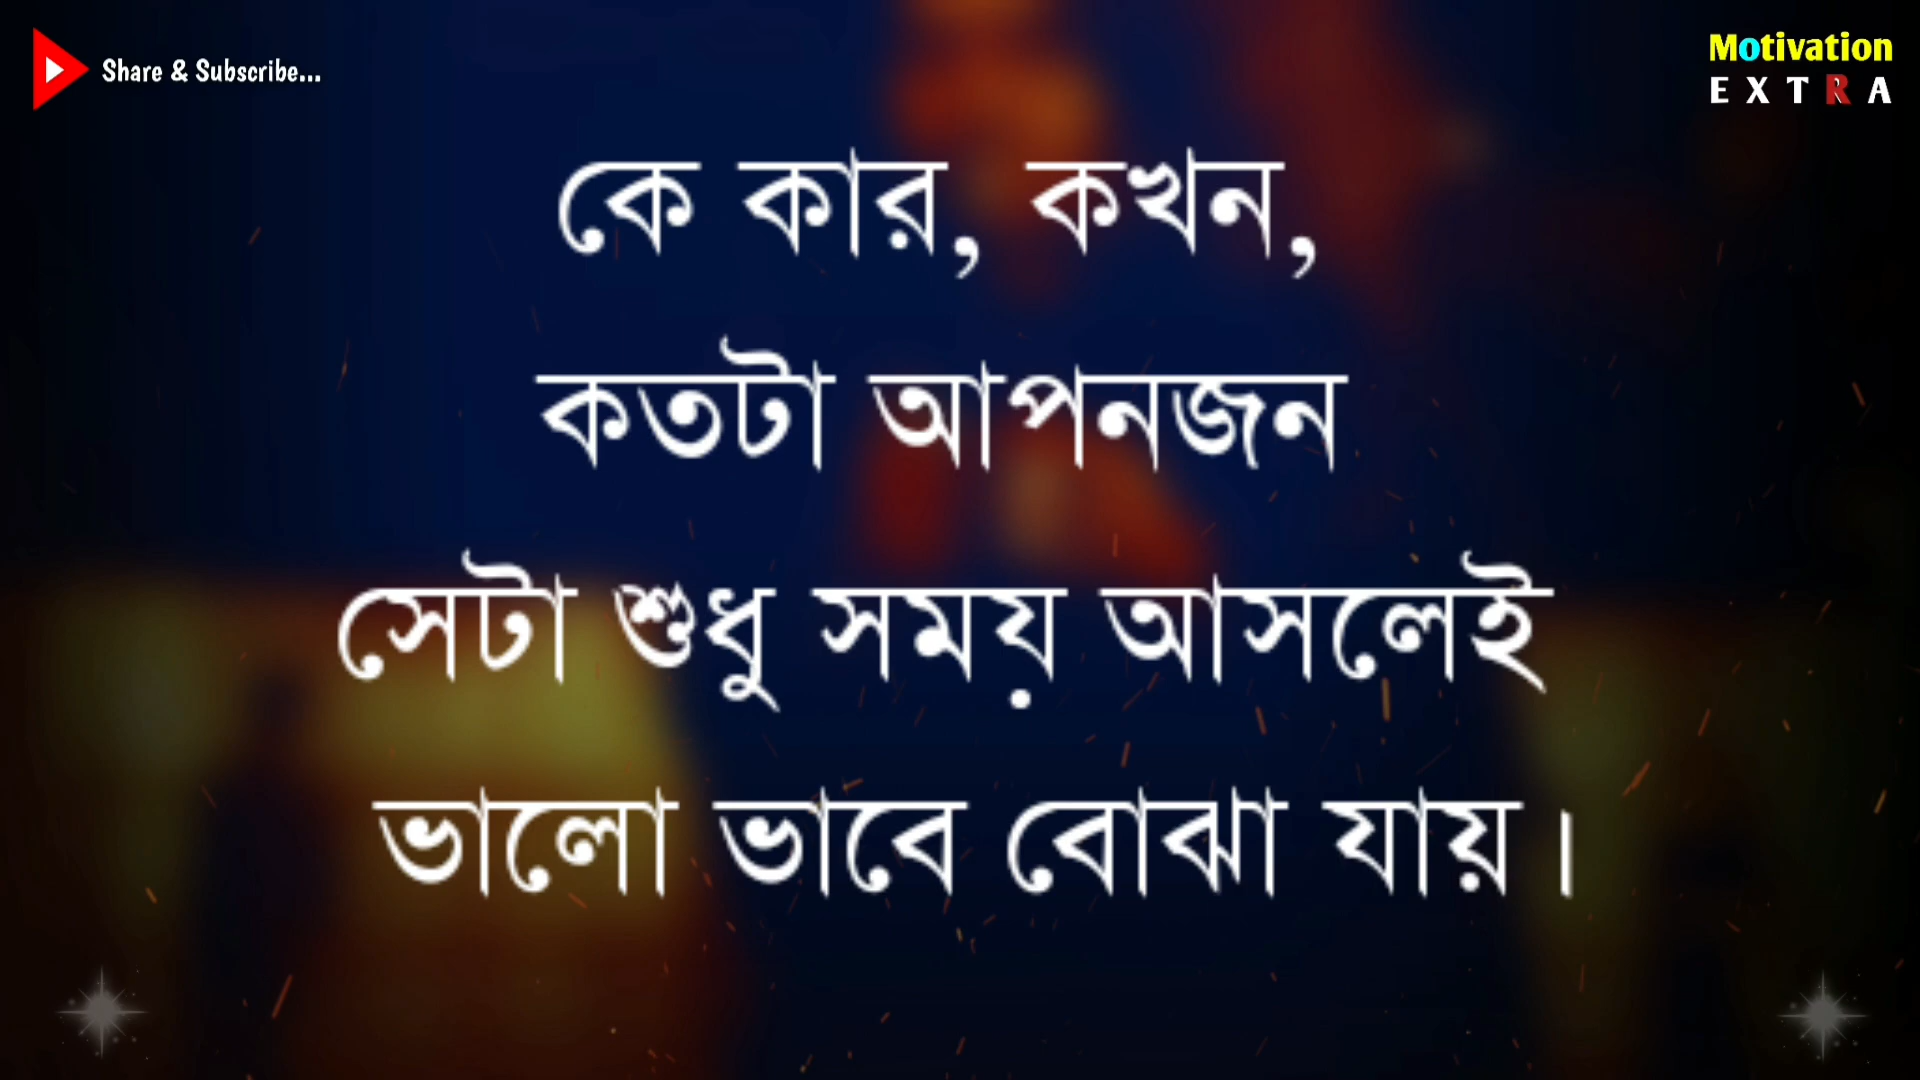 Share & Subscribe...
Motivation
EXTRA
কে কার, কখন,
কতটা আপনজন
সেটা শুধু সময় আসলেই
ভালো ভাবে বোঝা যায়।